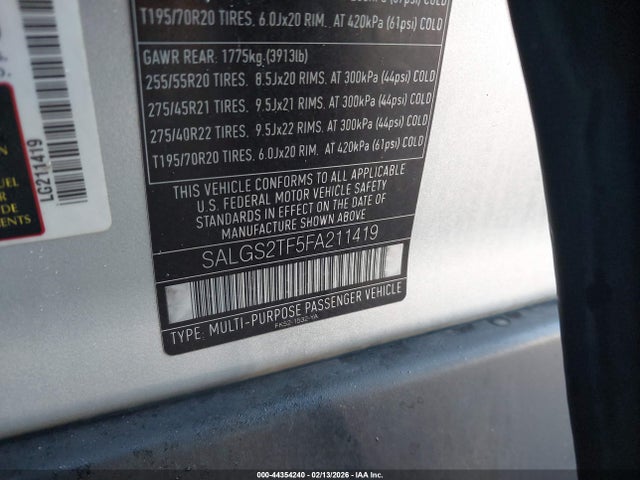 T195/70R20 TIRES. 6.0Jx20 RIM. AT 420kPa (61psi) COLD
GAWR REAR: 1775kg.(3913lb)
255/55R20 TIRES. 8.5Jx20 RIMS. AT 300kPa (44psi) COLD
275/45R21 TIRES. 9.5Jx21 RIMS. AT 300kPa (44psi) COLD
275/40R22 TIRES. 9.5Jx22 RIMS. AT 300kPa (44psi) COLD
T195/70R20 TIRES. 6.0Jx20 RIM. AT 420kPa (61psi) COLD
THIS VEHICLE CONFORMS TO ALL APPLICABLE
U.S. FEDERAL MOTOR VEHICLE SAFETY
STANDARDS IN EFFECT ON THE DATE OF
MANUFACTURE SHOWN ABOVE.
SALGS2TF5FA211419
TYPE: MULTI-PURPOSE PASSENGER VEHICLE
LG211419
000-44354240 - 02/13/2026 - IAA Inc.